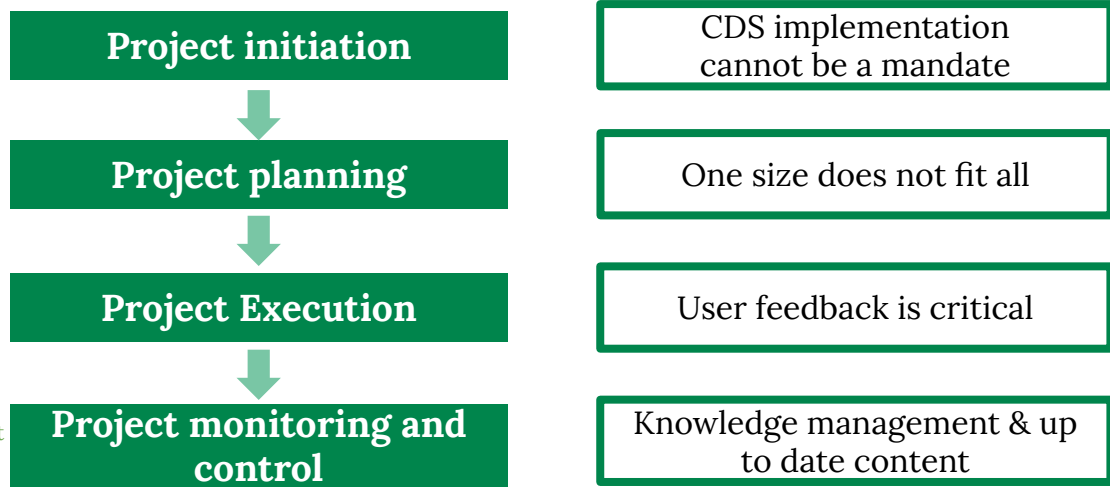 Project initiation
CDS implementation
cannot be a mandate
Project planning
One size does not fit all
Project Execution
User feedback is critical
Project monitoring and
control
Knowledge management & up
to date content